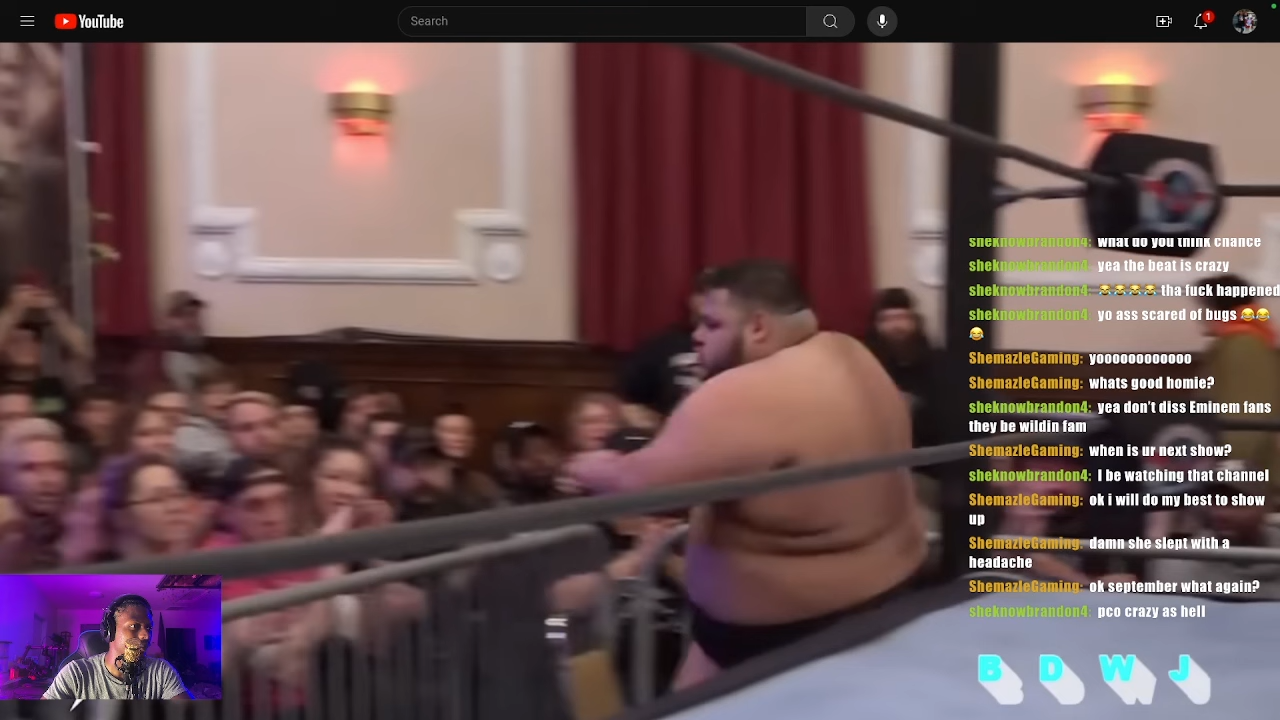 YouTube
Search
1
sheknowbrandon4: what do you think chance
sheknowbrandon4: yea the beat is crazy
sheknowbrandon4: 😂😂😂😂 tha fuck happened
sheknowbrandon4: yo ass scared of bugs 😂😂
😂
ShemazleGaming: yoooooooooooo
ShemazleGaming: whats good homie?
sheknowbrandon4: yea don't diss Eminem fans
they be wildin fam
ShemazleGaming: when is ur next show?
sheknowbrandon4: I be watching that channel
ShemazleGaming: ok i will do my best to show
up
ShemazleGaming: damn she slept with a
headache
ShemazleGaming: ok september what again?
sheknowbrandon4: pco crazy as hell
B D W J